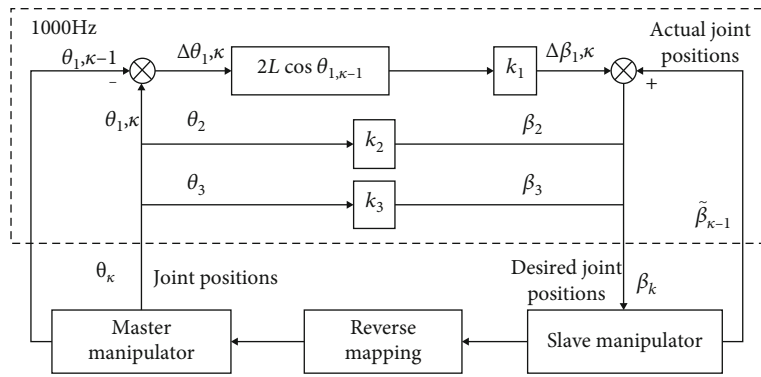 1000Hz
Actual joint
positions
θ₁,κ−1
−
Δθ₁,κ
2L cos θ₁,κ−1
k₁
Δβ₁,κ
+
θ₁,κ
θ₂
k₂
β₂
θ₃
k₃
β₃
β̃κ−1
θκ
Joint positions
Desired joint
positions
βk
Master
manipulator
Reverse
mapping
Slave manipulator